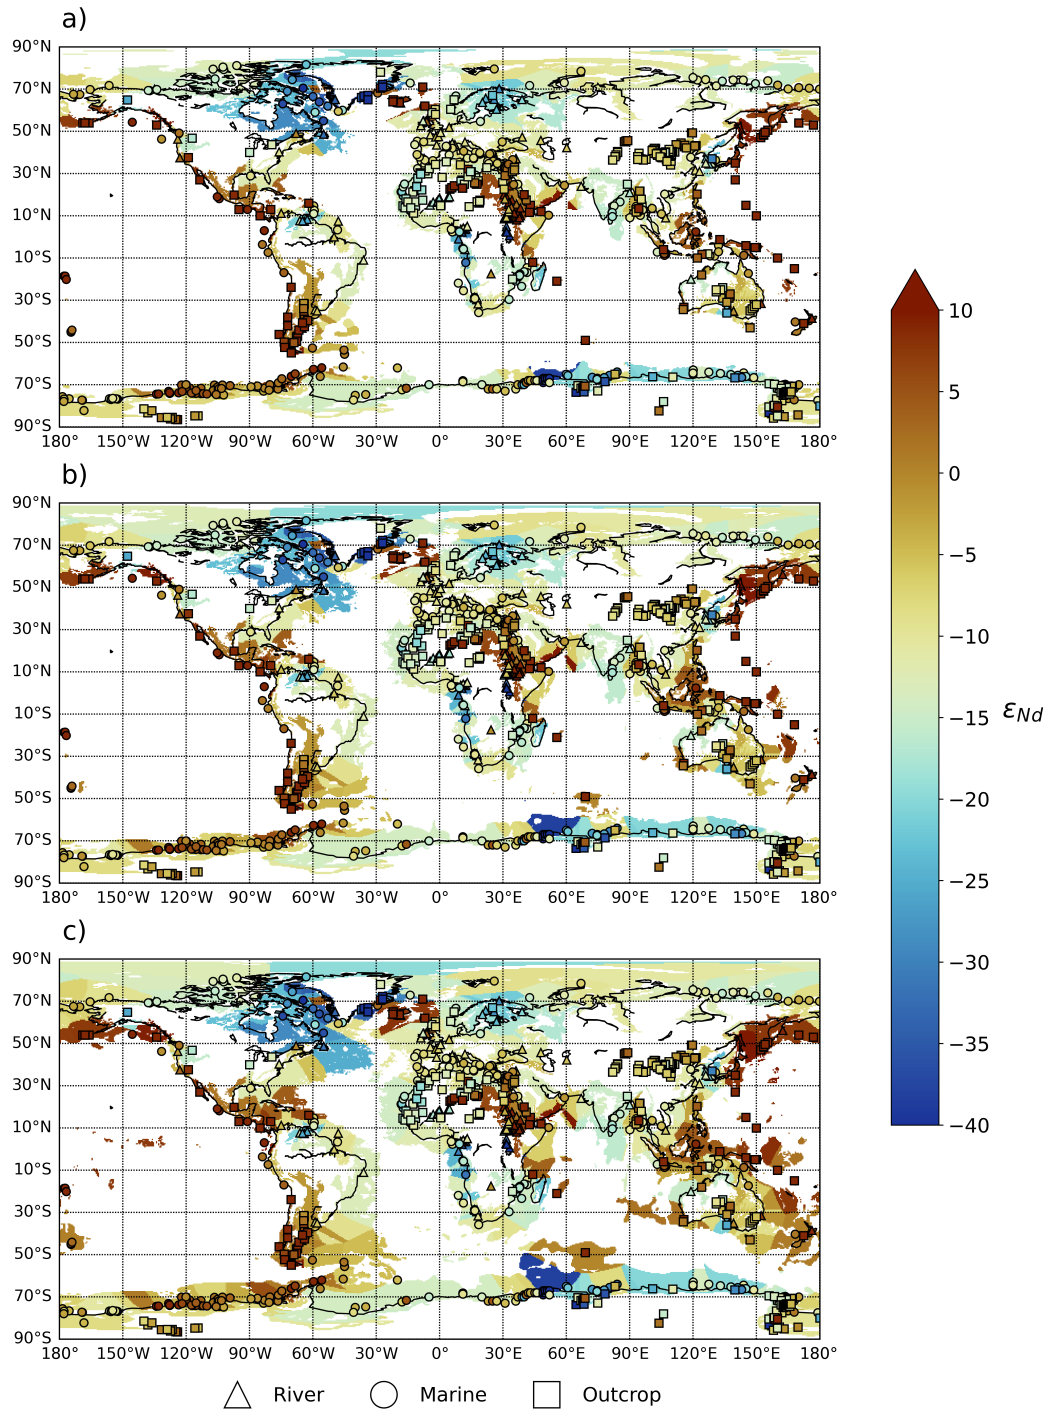 a)
90°N
70°N
50°N
30°N
10°N
10°S
30°S
50°S
70°S
90°S
180° 150°W 120°W 90°W 60°W 30°W 0° 30°E 60°E 90°E 120°E 150°E 180°
b)
90°N
70°N
50°N
30°N
10°N
10°S
30°S
50°S
70°S
90°S
180° 150°W 120°W 90°W 60°W 30°W 0° 30°E 60°E 90°E 120°E 150°E 180°
c)
90°N
70°N
50°N
30°N
10°N
10°S
30°S
50°S
70°S
90°S
180° 150°W 120°W 90°W 60°W 30°W 0° 30°E 60°E 90°E 120°E 150°E 180°
10
5
0
−5
−10
−15
−20
−25
−30
−35
−40
εNd
River Marine Outcrop